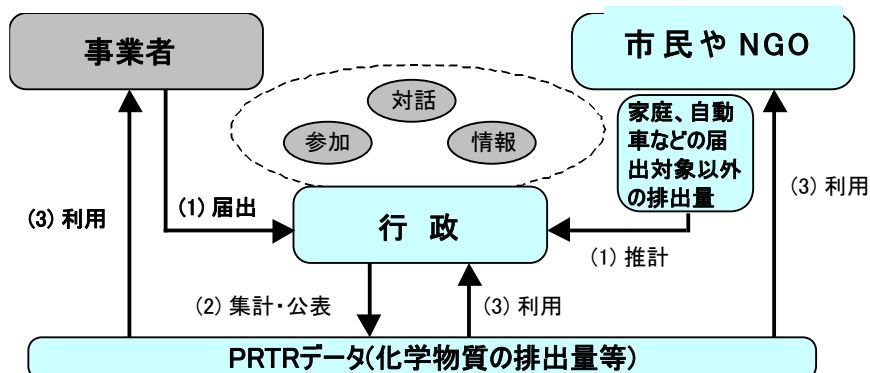 事業者
市民や NGO
対話
参加
情報
家庭、自動
車などの届
出対象以外
の排出量
(3) 利用
(1) 届出
(3) 利用
行 政
(1) 推計
(2) 集計・公表
(3) 利用
PRTRデータ(化学物質の排出量等)